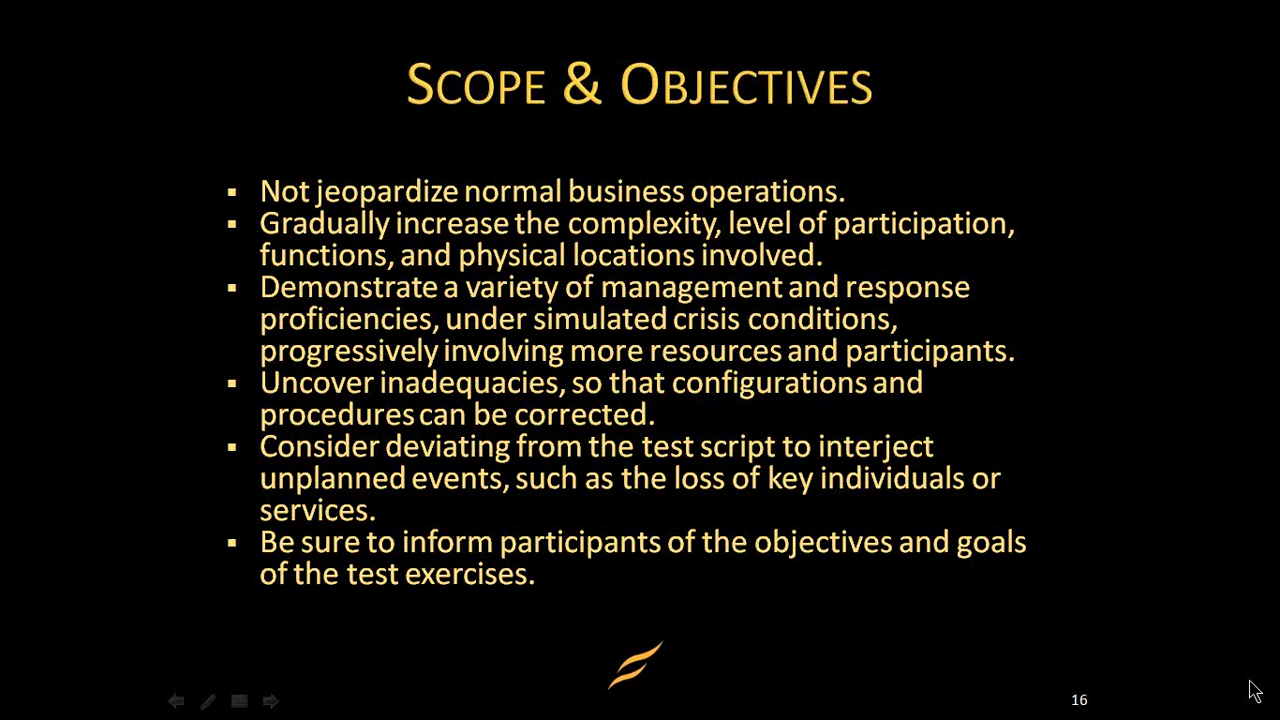 SCOPE & OBJECTIVES
▪ Not jeopardize normal business operations.
▪ Gradually increase the complexity, level of participation,
functions, and physical locations involved.
▪ Demonstrate a variety of management and response
proficiencies, under simulated crisis conditions,
progressively involving more resources and participants.
▪ Uncover inadequacies, so that configurations and
procedures can be corrected.
▪ Consider deviating from the test script to interject
unplanned events, such as the loss of key individuals or
services.
▪ Be sure to inform participants of the objectives and goals
of the test exercises.
16